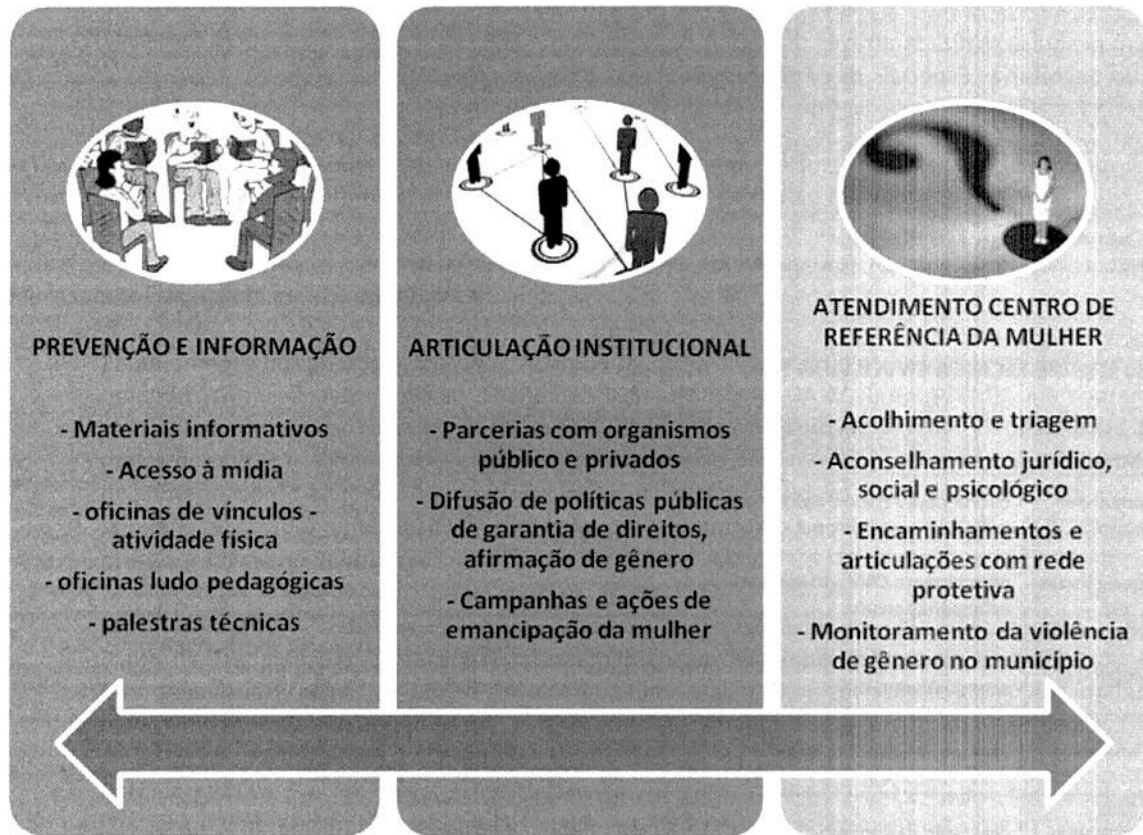 PREVENÇÃO E INFORMAÇÃO
- Materiais informativos
- Acesso à mídia
- oficinas de vínculos -
atividade física
- oficinas ludo pedagógicas
- palestras técnicas
ARTICULAÇÃO INSTITUCIONAL
- Parcerias com organismos
público e privados
- Difusão de políticas públicas
de garantia de direitos,
afirmação de gênero
- Campanhas e ações de
emancipação da mulher
ATENDIMENTO CENTRO DE
REFERÊNCIA DA MULHER
- Acolhimento e triagem
- Aconselhamento jurídico,
social e psicológico
- Encaminhamentos e
articulações com rede
protetiva
- Monitoramento da violência
de gênero no município